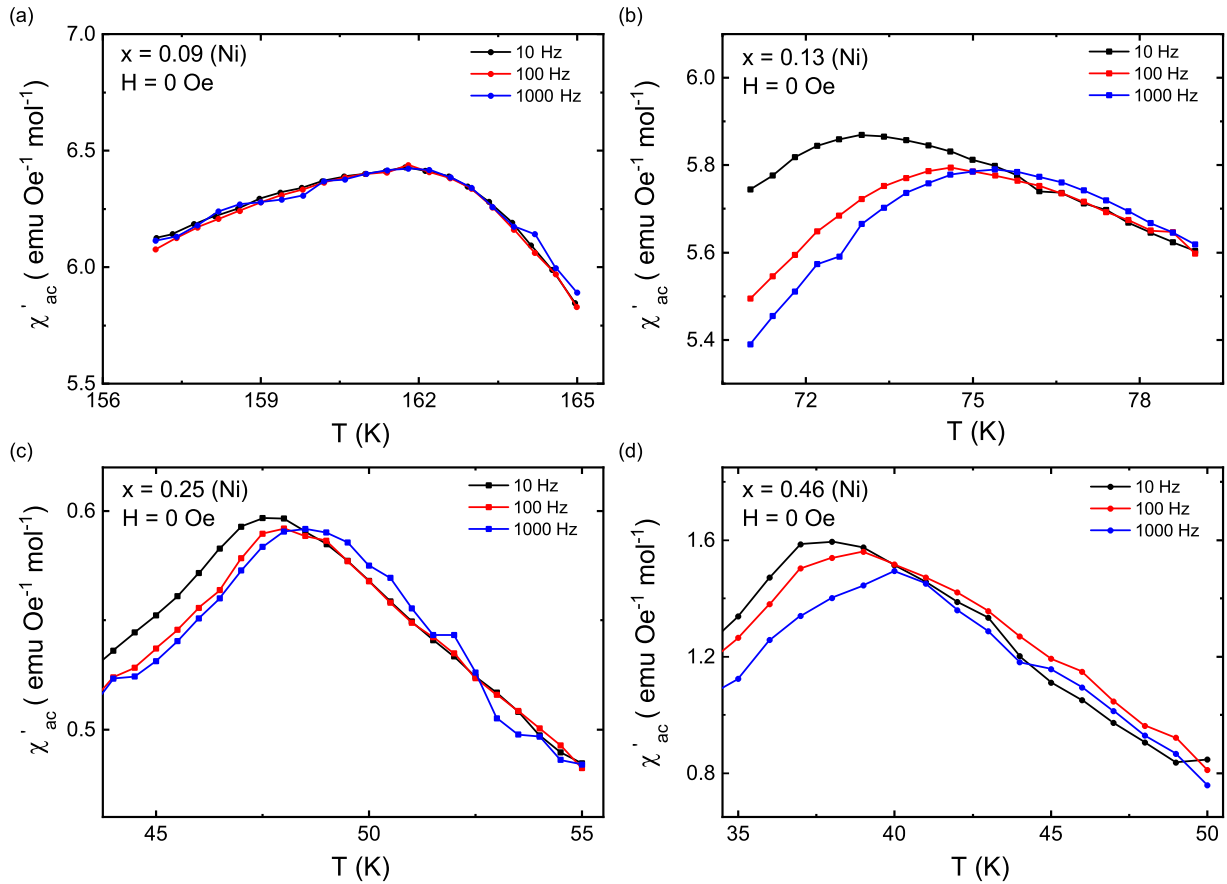 (a)
x = 0.09 (Ni)
H = 0 Oe
10 Hz
100 Hz
1000 Hz
7.0
6.5
6.0
5.5
χ'ac ( emu Oe-1 mol-1)
156
159
162
165
T (K)
(b)
x = 0.13 (Ni)
H = 0 Oe
10 Hz
100 Hz
1000 Hz
6.0
5.8
5.6
5.4
χ'ac ( emu Oe-1 mol-1)
72
75
78
T (K)
(c)
x = 0.25 (Ni)
H = 0 Oe
10 Hz
100 Hz
1000 Hz
0.6
0.5
χ'ac ( emu Oe-1 mol-1)
45
50
55
T (K)
(d)
x = 0.46 (Ni)
H = 0 Oe
10 Hz
100 Hz
1000 Hz
1.6
1.2
0.8
χ'ac ( emu Oe-1 mol-1)
35
40
45
50
T (K)